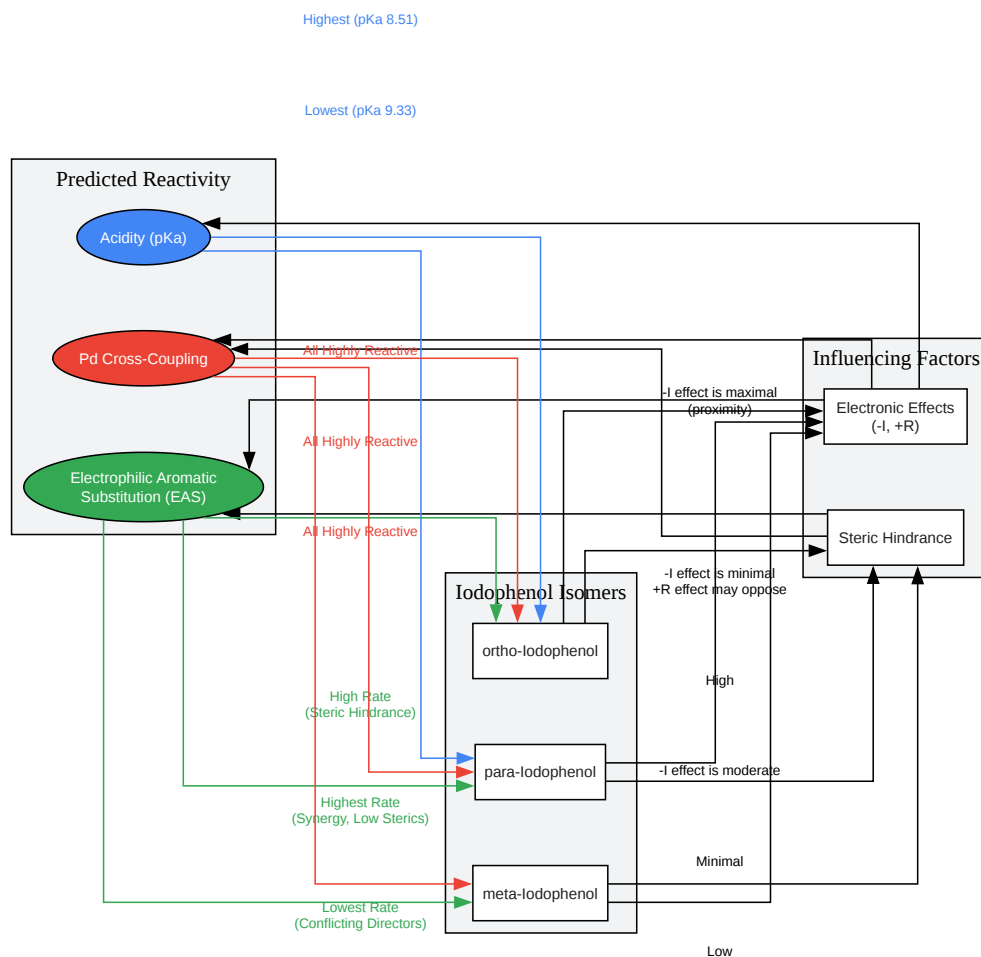 Highest (pKa 8.51)
Lowest (pKa 9.33)
Predicted Reactivity
Acidity (pKa)
Pd Cross-Coupling
All Highly Reactive
All Highly Reactive
Electrophilic Aromatic
Substitution (EAS)
All Highly Reactive
Influencing Factors
-I effect is maximal
(proximity)
Electronic Effects
(-I, +R)
Steric Hindrance
-I effect is minimal
+R effect may oppose
Iodophenol Isomers
ortho-Iodophenol
High
High Rate
(Steric Hindrance)
para-Iodophenol
-I effect is moderate
Highest Rate
(Synergy, Low Sterics)
Minimal
meta-Iodophenol
Lowest Rate
(Conflicting Directors)
Low